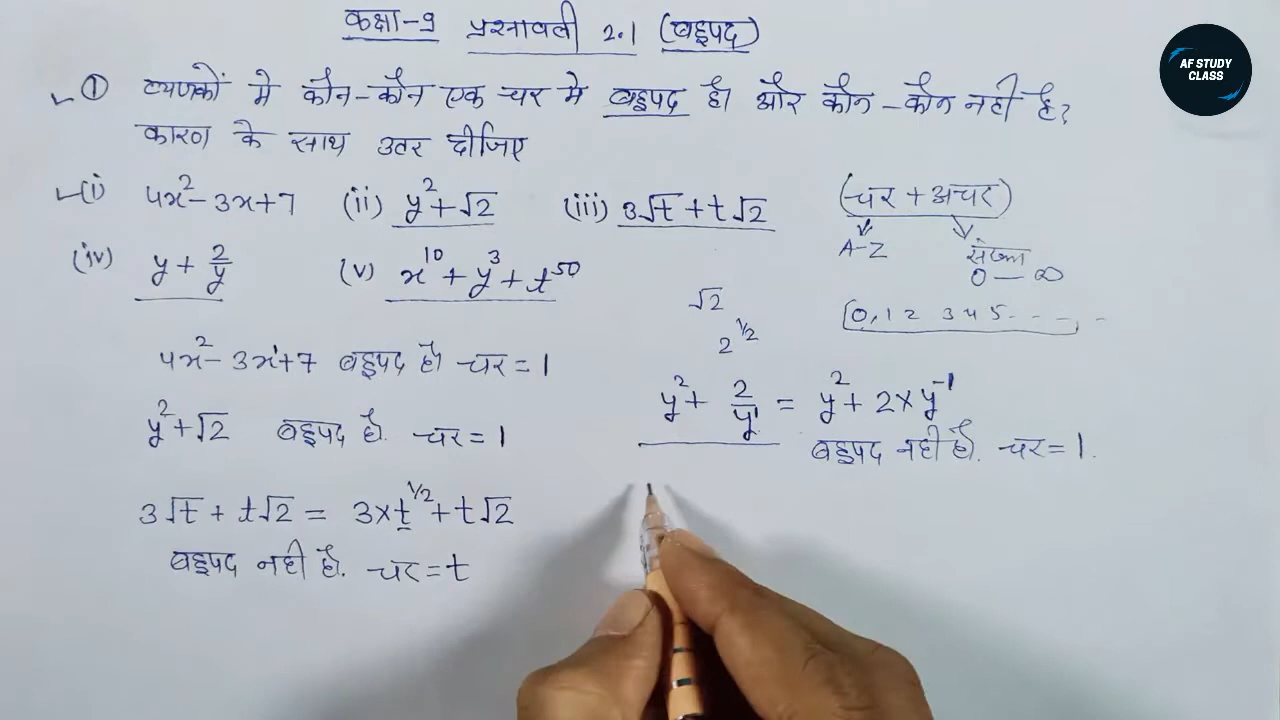 कक्षा-9 प्रश्नावली 2.1 (बहुपद)
AF STUDY
CLASS
① व्यंजकों मे कौन-कौन एक चर मे बहुपद है। और कौन-कौन नही है?
कारण के साथ उतर दीजिए
(i) 4x² - 3x + 7 (ii) y² + √2 (iii) 3√t + t√2
(चर + अचर)
A-Z संख्या
0 — ∞
0, 1 2 3 4 5 - - - , -
(iv) y + 2/y (v) x¹⁰ + y³ + t⁵⁰
√2
2^1/2
4x² - 3x¹ + 7 बहुपद है। चर = 1
y² + √2 बहुपद है. चर = 1
3√t + t√2 = 3×t^1/2 + t√2
बहुपद नही है. चर = t
y² + 2/y¹ = y² + 2×y⁻¹
बहुपद नही है. चर = 1.